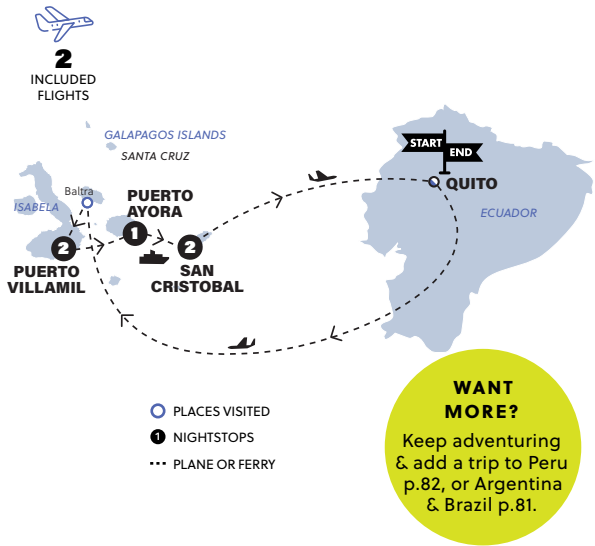 2
INCLUDED
FLIGHTS
GALAPAGOS ISLANDS
SANTA CRUZ
Baltra
ISABELA
PUERTO
AYORA
1
2
PUERTO
VILLAMIL
2
SAN
CRISTOBAL
START
END
QUITO
ECUADOR
PLACES VISITED
1 NIGHTSTOPS
PLANE OR FERRY
WANT
MORE?
Keep adventuring
& add a trip to Peru
p.82, or Argentina
& Brazil p.81.